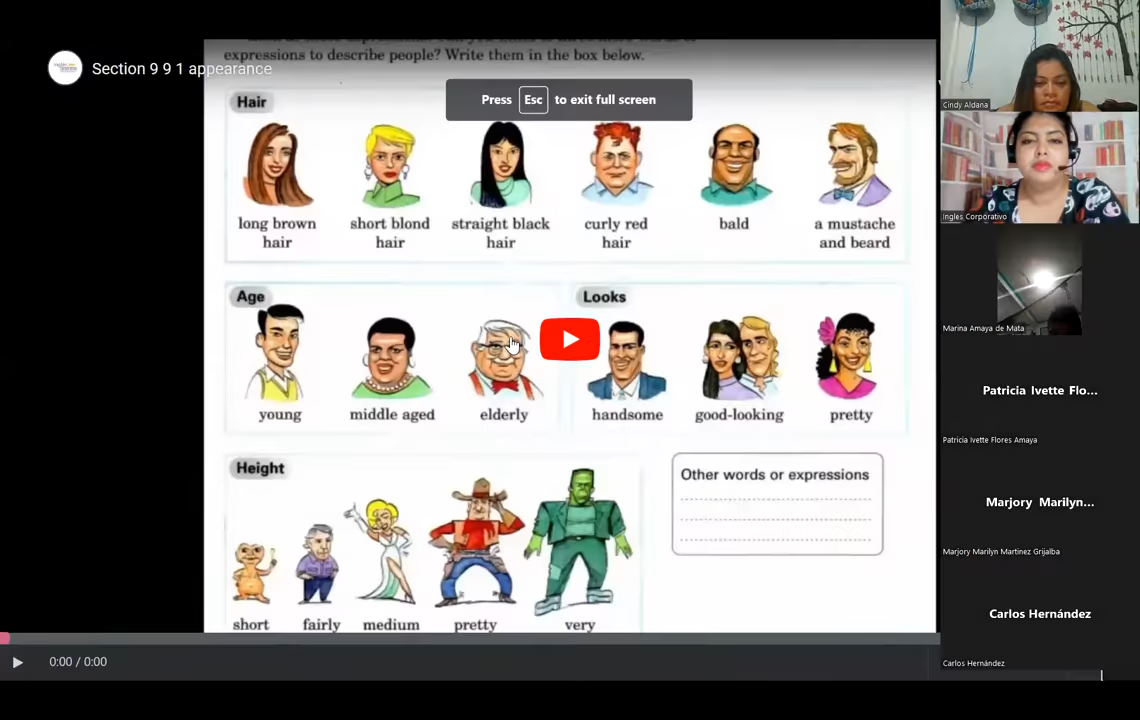 expressions to describe people? Write them in the box below.
Section 9 9 1 appearance
Press Esc to exit full screen
Hair
long brown hair
short blond hair
straight black hair
curly red hair
bald
a mustache and beard
Age
young
middle aged
elderly
Looks
handsome
good-looking
pretty
Height
short
fairly
medium
pretty
very
Other words or expressions
0:00 / 0:00
Cindy Aldana
Ingles Corporativo
Marina Amaya de Mata
Patricia Ivette Flo...
Patricia Ivette Flores Amaya
Marjory Marilyn...
Marjory Marilyn Martinez Grijalba
Carlos Hernández
Carlos Hernández